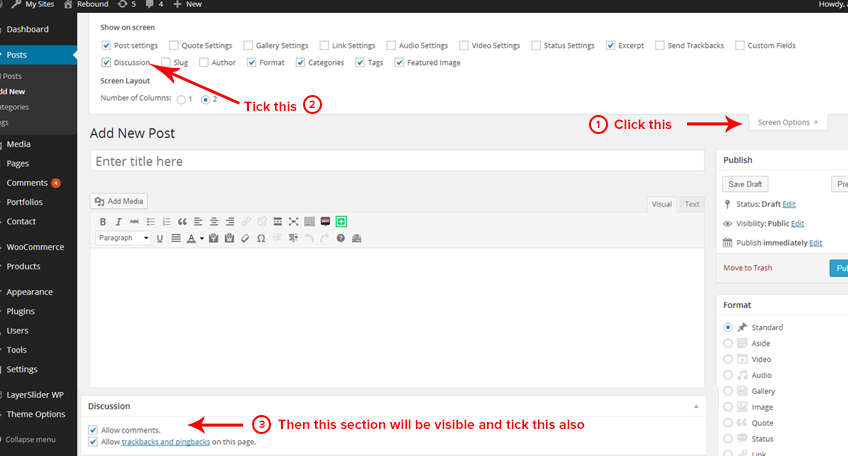 My Sites Rebound 5 4 New Howdy, a
Dashboard
Posts
Posts
dd New
ategories
ags
Media
Pages
Comments 4
Portfolios
Contact
WooCommerce
Products
Appearance
Plugins
Users
Tools
Settings
LayerSlider WP
Theme Options
Collapse menu
Show on screen
Post settings Quote Settings Gallery Settings Link Settings Audio Settings Video Settings Status Settings Excerpt Send Trackbacks Custom Fields
Discussion Slug Author Format Categories Tags Featured Image
Screen Layout
Number of Columns: 1 2
Tick this 2
1 Click this
Screen Options
Add New Post
Enter title here
Add Media
Visual Text
B I ABC
Paragraph U A
Discussion
Allow comments.
Allow trackbacks and pingbacks on this page.
3 Then this section will be visible and tick this also
Publish
Save Draft Pre
Status: Draft Edit
Visibility: Public Edit
Publish immediately Edit
Move to Trash Pu
Format
Standard
Aside
Video
Audio
Gallery
Image
Quote
Status
Link